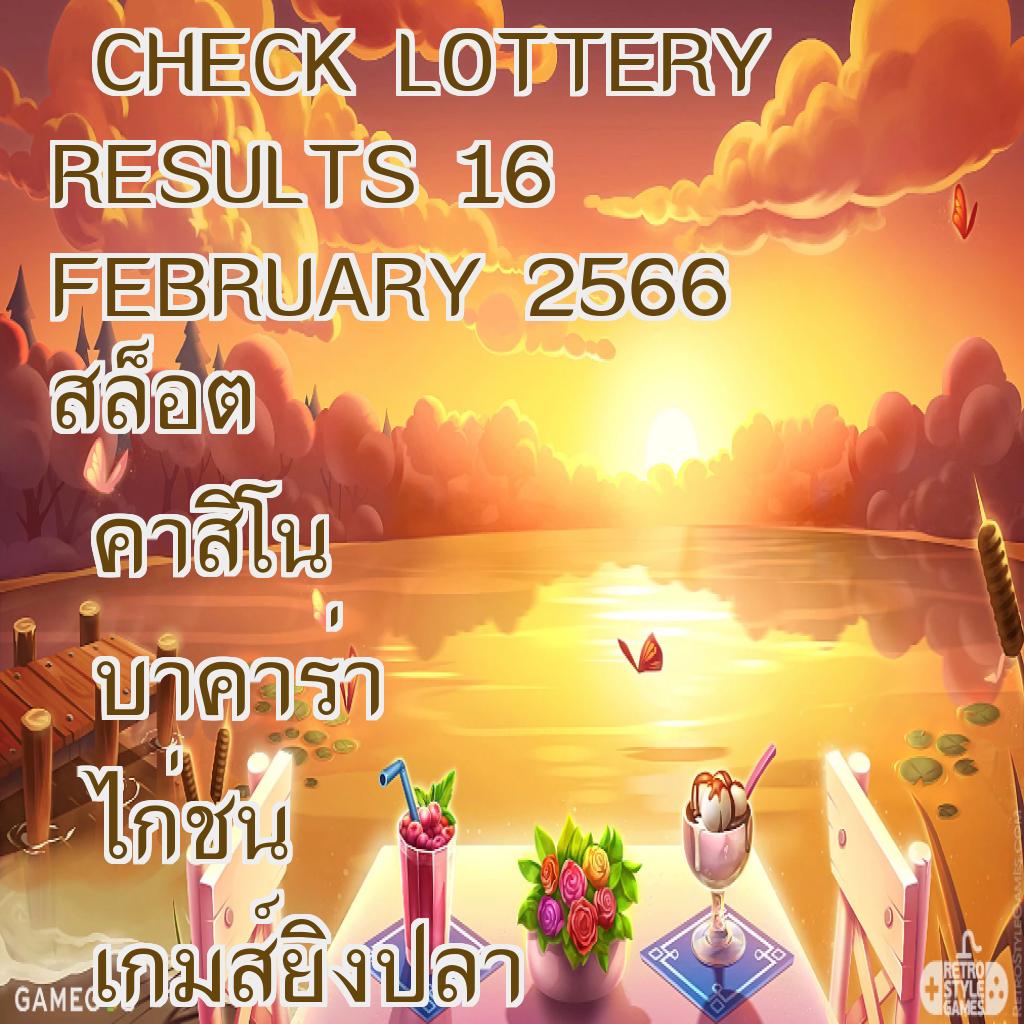 CHECK LOTTERY
RESULTS 16
FEBRUARY 2566
สล็อต
คาสิโน
บาคาร่า
ไก่ชน
เกมส์ยิงปลา
RETRO
STYLE
GAMES
RETROSTYLEGAMES.COM